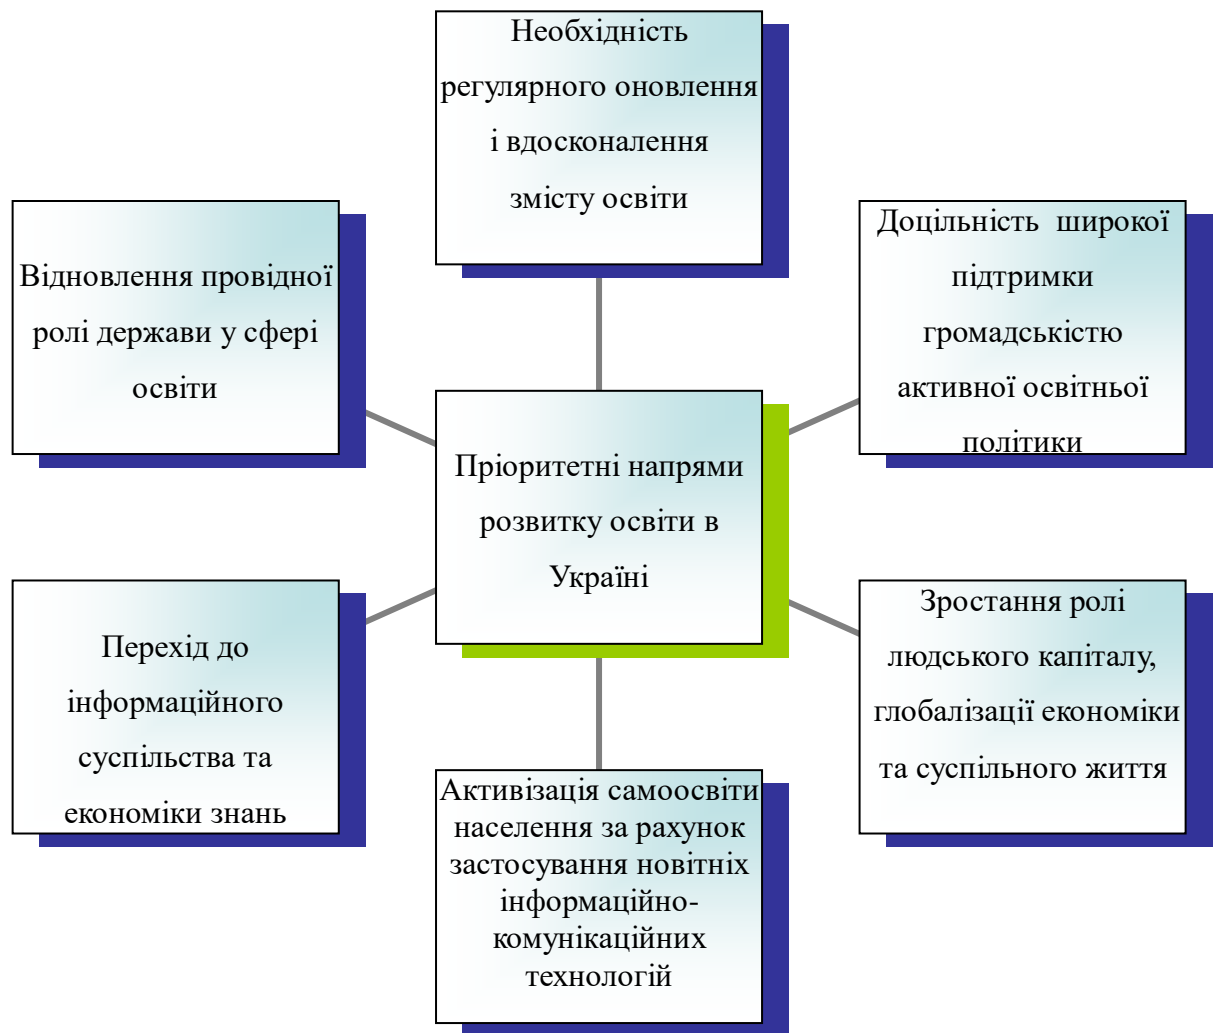 Необхідність
регулярного оновлення
і вдосконалення
змісту освіти
Відновлення провідної
ролі держави у сфері
освіти
Доцільність широкої
підтримки
громадськістю
активної освітньої
політики
Пріоритетні напрями
розвитку освіти в
Україні
Перехід до
інформаційного
суспільства та
економіки знань
Зростання ролі
людського капіталу,
глобалізації економіки
та суспільного життя
Активізація самоосвіти
населення за рахунок
застосування новітніх
інформаційно-
комунікаційних
технологій